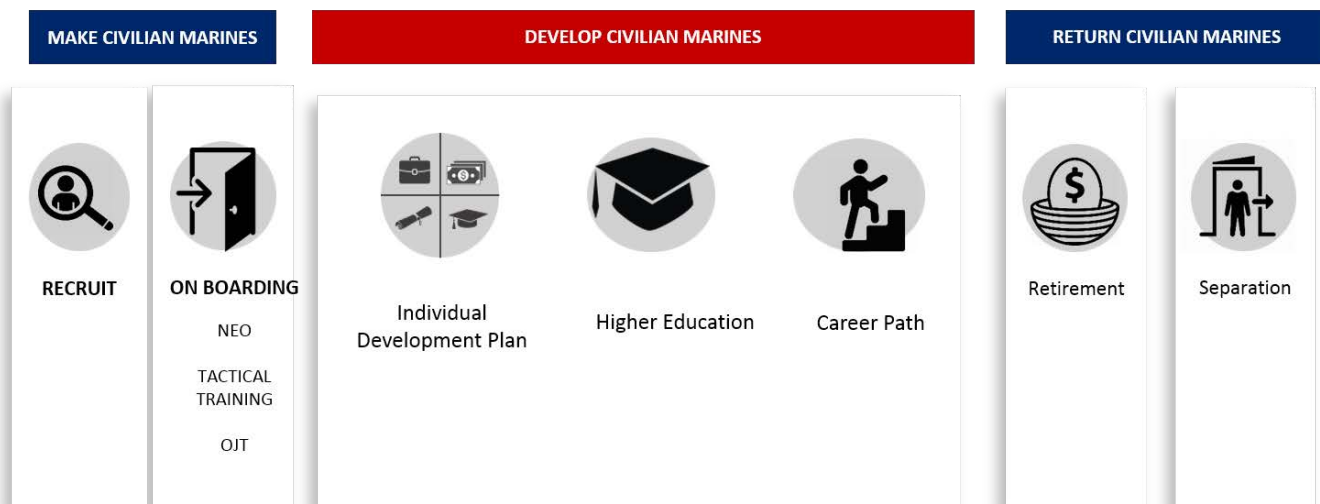 MAKE CIVILIAN MARINES
DEVELOP CIVILIAN MARINES
RETURN CIVILIAN MARINES
RECRUIT
ON BOARDING
NEO
TACTICAL
TRAINING
OJT
Individual
Development Plan
Higher Education
Career Path
$
Retirement
Separation